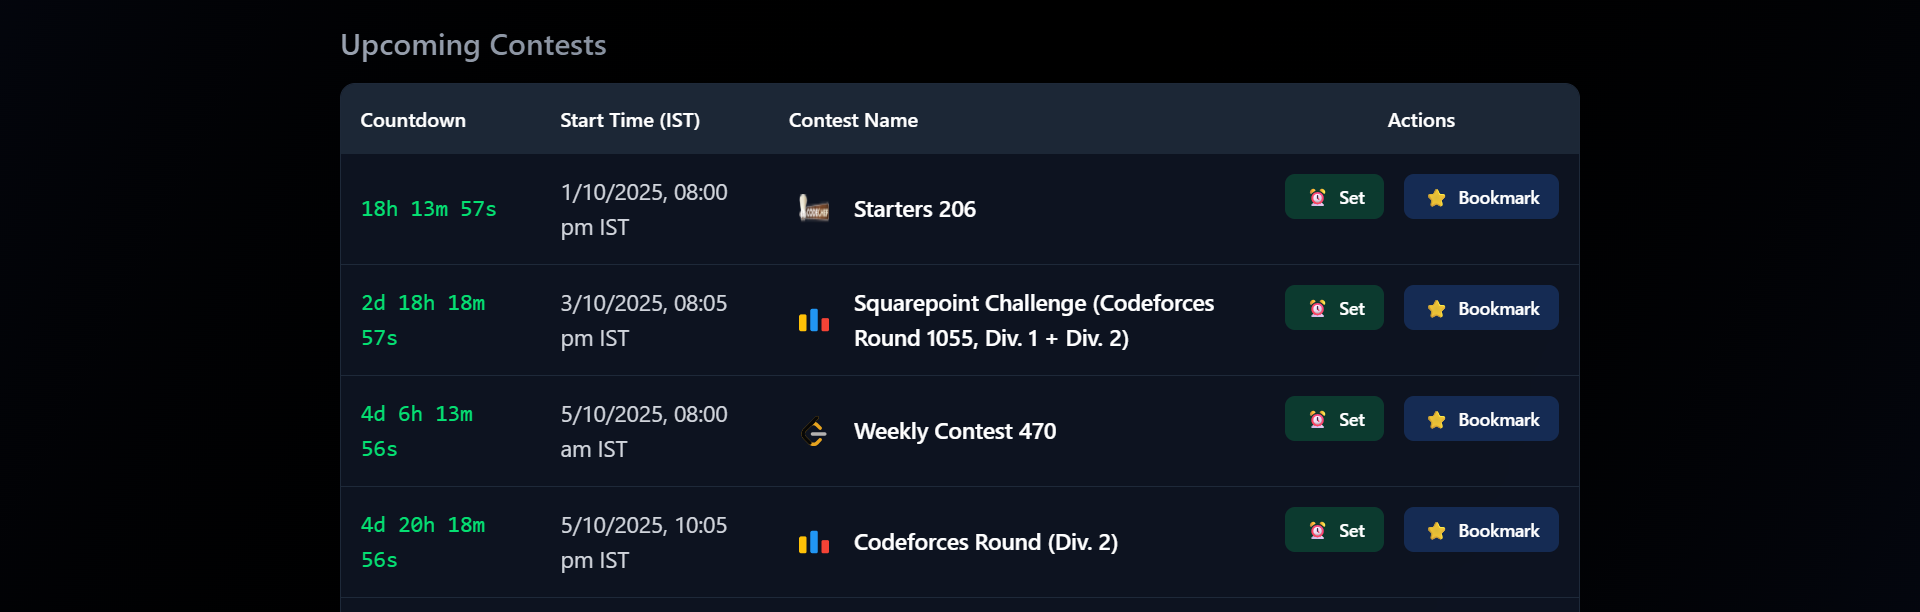 Upcoming Contests
Countdown Start Time (IST) Contest Name Actions
18h 13m 57s
1/10/2025, 08:00
pm IST
CODECHEF
Starters 206
Set
Bookmark
2d 18h 18m
57s
3/10/2025, 08:05
pm IST
Squarepoint Challenge (Codeforces
Round 1055, Div. 1 + Div. 2)
Set
Bookmark
4d 6h 13m
56s
5/10/2025, 08:00
am IST
Weekly Contest 470
Set
Bookmark
4d 20h 18m
56s
5/10/2025, 10:05
pm IST
Codeforces Round (Div. 2)
Set
Bookmark